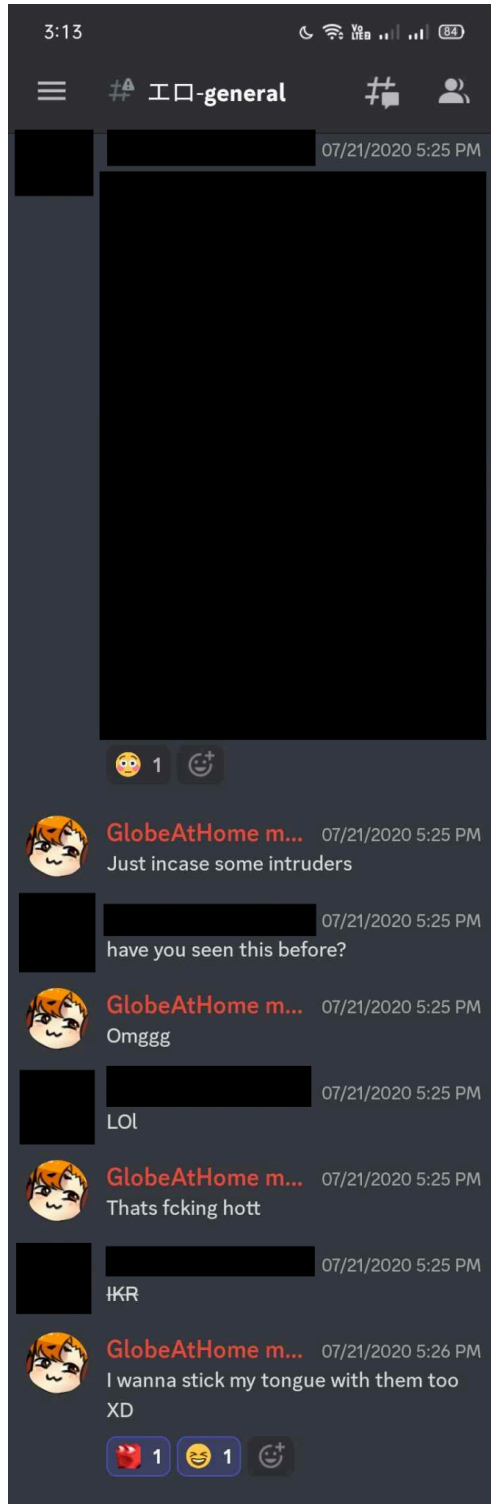 3:13
Vo LTE 2
84
エロ-general
07/21/2020 5:25 PM
1
GlobeAtHome m... 07/21/2020 5:25 PM
Just incase some intruders
07/21/2020 5:25 PM
have you seen this before?
GlobeAtHome m... 07/21/2020 5:25 PM
Omggg
07/21/2020 5:25 PM
LOl
GlobeAtHome m... 07/21/2020 5:25 PM
Thats fcking hott
07/21/2020 5:25 PM
IKR
GlobeAtHome m... 07/21/2020 5:26 PM
I wanna stick my tongue with them too
XD
1 1